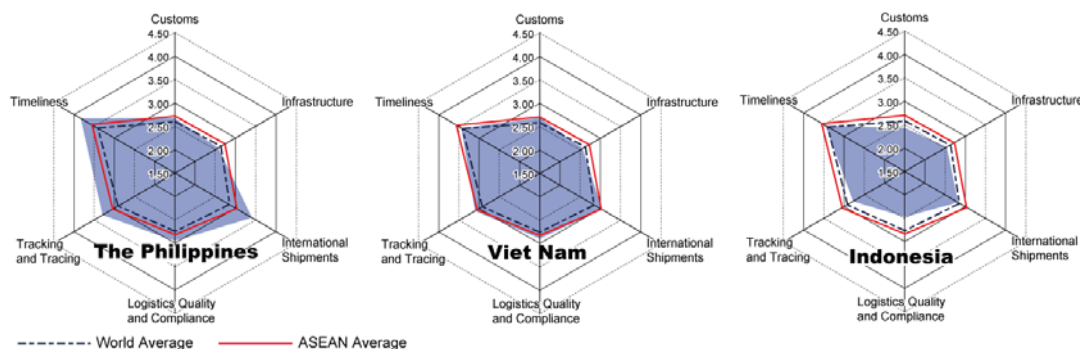 Customs
4.50
4.00
3.50
3.00
2.50
2.00
1.50
Timeliness
Infrastructure
Tracking
and Tracing
The Philippines
International
Shipments
Logistics Quality
and Compliance
Customs
4.50
4.00
3.50
3.00
2.50
2.00
1.50
Timeliness
Infrastructure
Tracking
and Tracing
Viet Nam
International
Shipments
Logistics Quality
and Compliance
Customs
4.50
4.00
3.50
3.00
2.50
2.00
1.50
Timeliness
Infrastructure
Tracking
and Tracing
Indonesia
International
Shipments
Logistics Quality
and Compliance
World Average
ASEAN Average